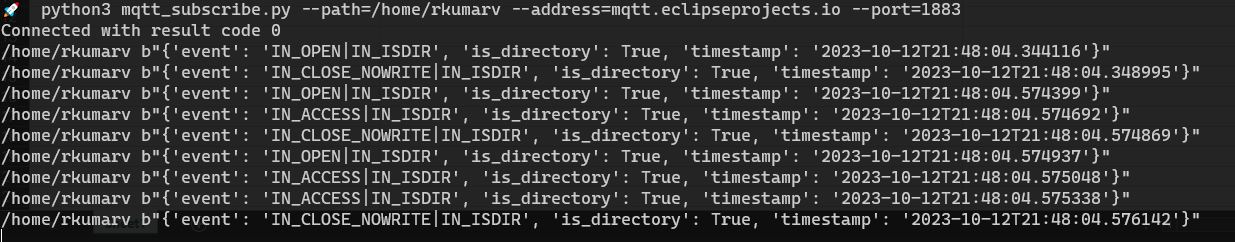 python3 mqtt_subscribe.py --path=/home/rkumarv --address=mqtt.eclipseprojects.io --port=1883
Connected with result code 0
/home/rkumarv b"{'event': 'IN_OPEN|IN_ISDIR', 'is_directory': True, 'timestamp': '2023-10-12T21:48:04.344116'}"
/home/rkumarv b"{'event': 'IN_CLOSE_NOWRITE|IN_ISDIR', 'is_directory': True, 'timestamp': '2023-10-12T21:48:04.348995'}"
/home/rkumarv b"{'event': 'IN_OPEN|IN_ISDIR', 'is_directory': True, 'timestamp': '2023-10-12T21:48:04.574399'}"
/home/rkumarv b"{'event': 'IN_ACCESS|IN_ISDIR', 'is_directory': True, 'timestamp': '2023-10-12T21:48:04.574692'}"
/home/rkumarv b"{'event': 'IN_CLOSE_NOWRITE|IN_ISDIR', 'is_directory': True, 'timestamp': '2023-10-12T21:48:04.574869'}"
/home/rkumarv b"{'event': 'IN_OPEN|IN_ISDIR', 'is_directory': True, 'timestamp': '2023-10-12T21:48:04.574937'}"
/home/rkumarv b"{'event': 'IN_ACCESS|IN_ISDIR', 'is_directory': True, 'timestamp': '2023-10-12T21:48:04.575048'}"
/home/rkumarv b"{'event': 'IN_ACCESS|IN_ISDIR', 'is_directory': True, 'timestamp': '2023-10-12T21:48:04.575338'}"
/home/rkumarv b"{'event': 'IN_CLOSE_NOWRITE|IN_ISDIR', 'is_directory': True, 'timestamp': '2023-10-12T21:48:04.576142'}"